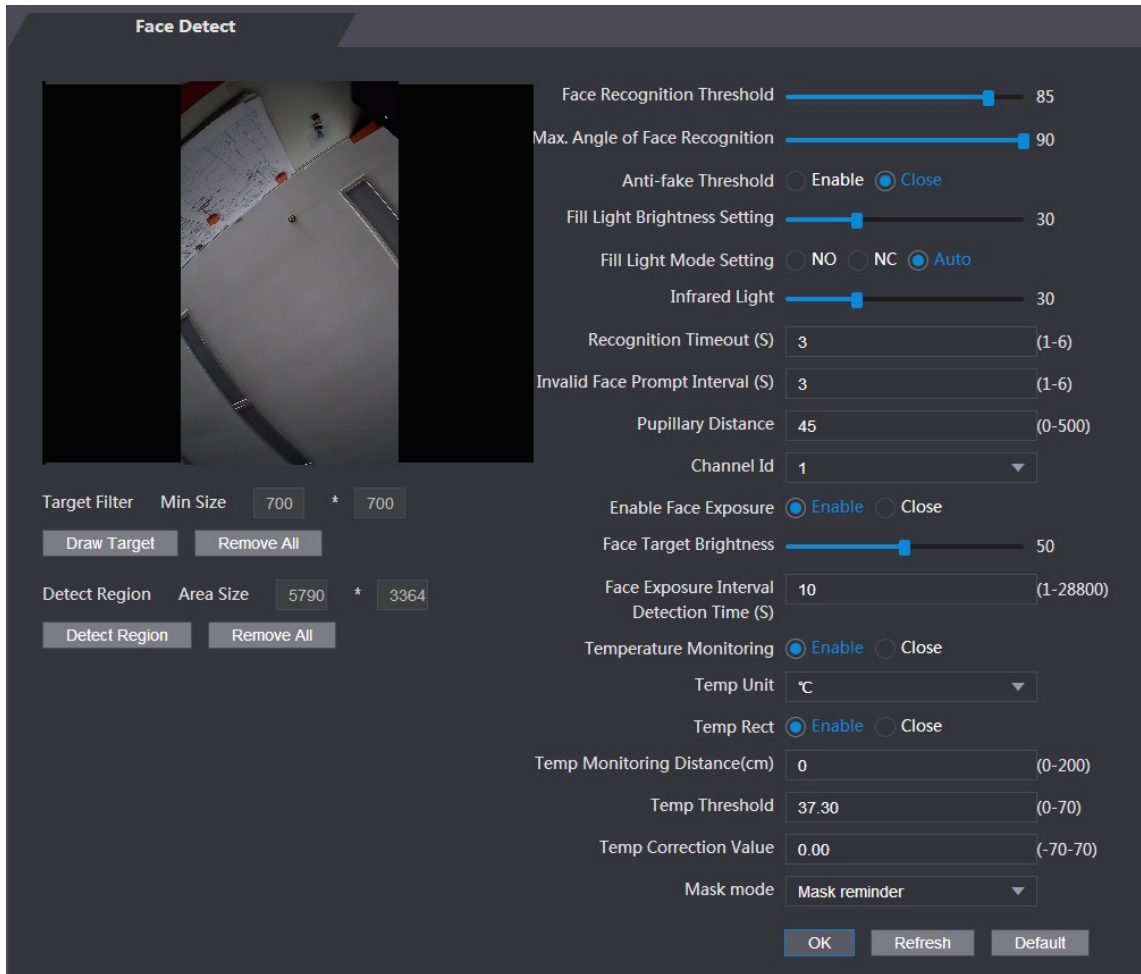 Face Detect
Face Recognition Threshold 85
Max. Angle of Face Recognition 90
Anti-fake Threshold Enable Close
Fill Light Brightness Setting 30
Fill Light Mode Setting NO NC Auto
Infrared Light 30
Recognition Timeout (S) 3 (1-6)
Invalid Face Prompt Interval (S) 3 (1-6)
Pupillary Distance 45 (0-500)
Channel Id 1
Enable Face Exposure Enable Close
Face Target Brightness 50
Face Exposure Interval
Detection Time (S) 10 (1-28800)
Temperature Monitoring Enable Close
Temp Unit ℃
Temp Rect Enable Close
Temp Monitoring Distance(cm) 0 (0-200)
Temp Threshold 37.30 (0-70)
Temp Correction Value 0.00 (-70-70)
Mask mode Mask reminder
OK Refresh Default
Target Filter Min Size 700 * 700
Draw Target Remove All
Detect Region Area Size 5790 * 3364
Detect Region Remove All